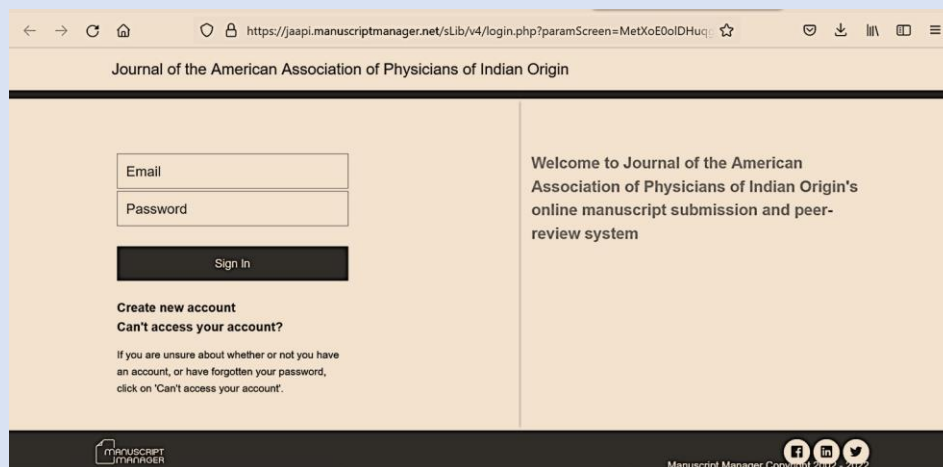 https://jaapi.manuscriptmanager.net/sLib/v4/login.php?paramScreen=MetXoE0olDHuq
Journal of the American Association of Physicians of Indian Origin
Email
Password
Sign In
Create new account
Can't access your account?
If you are unsure about whether or not you have
an account, or have forgotten your password,
click on 'Can't access your account'.
Welcome to Journal of the American
Association of Physicians of Indian Origin's
online manuscript submission and peer-
review system
MANUSCRIPT
MANAGER
Manuscript Manager Copyright 2002 - 2022